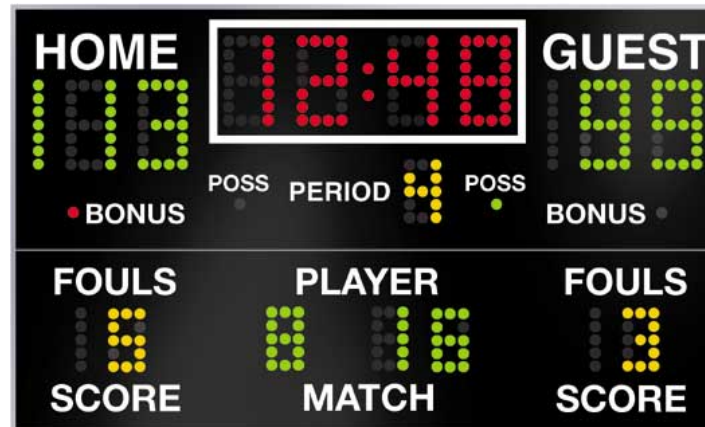 HOME 12:48 GUEST
113 99
POSS PERIOD 4 POSS
BONUS BONUS
FOULS PLAYER FOULS
5 8 16 3
SCORE MATCH SCORE